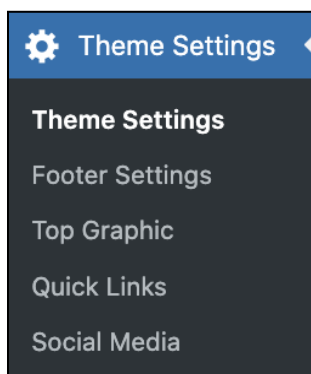 Theme Settings
Theme Settings
Footer Settings
Top Graphic
Quick Links
Social Media